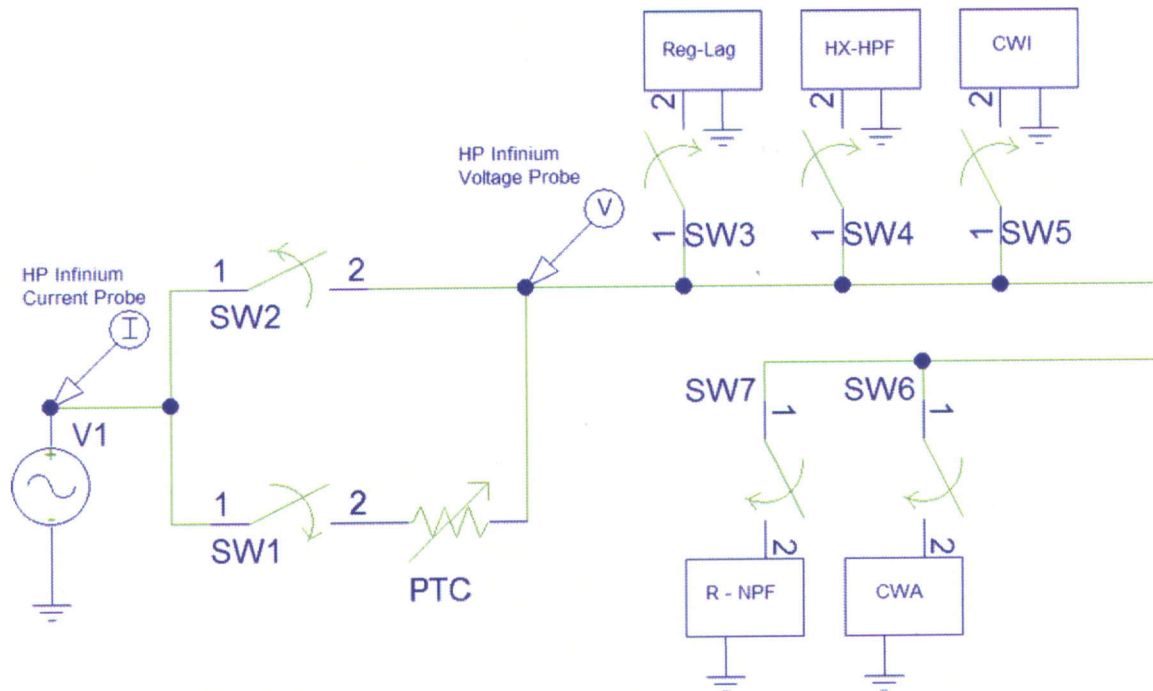 Reg-Lag
HX-HPF
CWI
2
2
2
HP Infinium
Voltage Probe
V
1
SW3
1
SW4
1
SW5
HP Infinium
Current Probe
I
1
2
SW2
V1
1
2
SW1
PTC
SW7
SW6
1
1
2
2
R - NPF
CWA